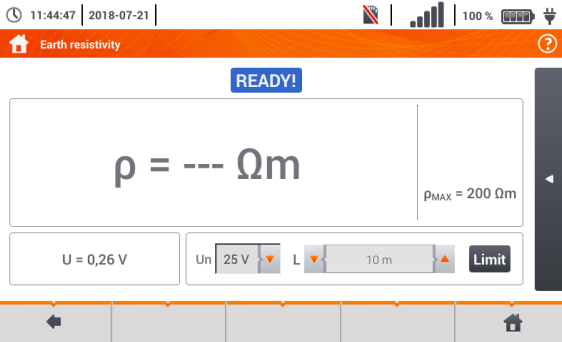 11:44:47 2018-07-21 100 %
Earth resistivity ?
READY!
ρ = --- Ωm
ρMAX = 200 Ωm
U = 0,26 V
Un 25 V L 10 m Limit